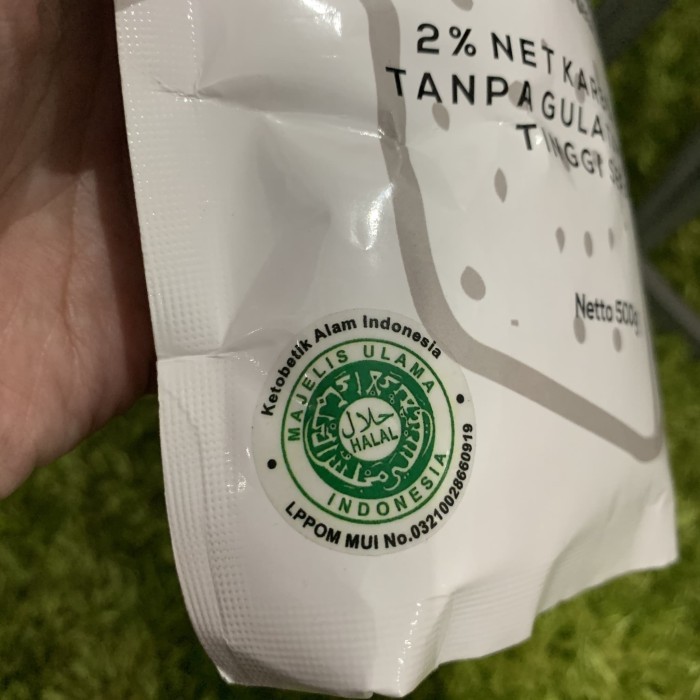 2% NET KARB
TANPA GULA
TINGGI
Netto 500g
Ketobetik Alam Indonesia
MAJELIS ULAMA
حلال
HALAL
INDONESIA
LPPOM MUI No.03210028660919